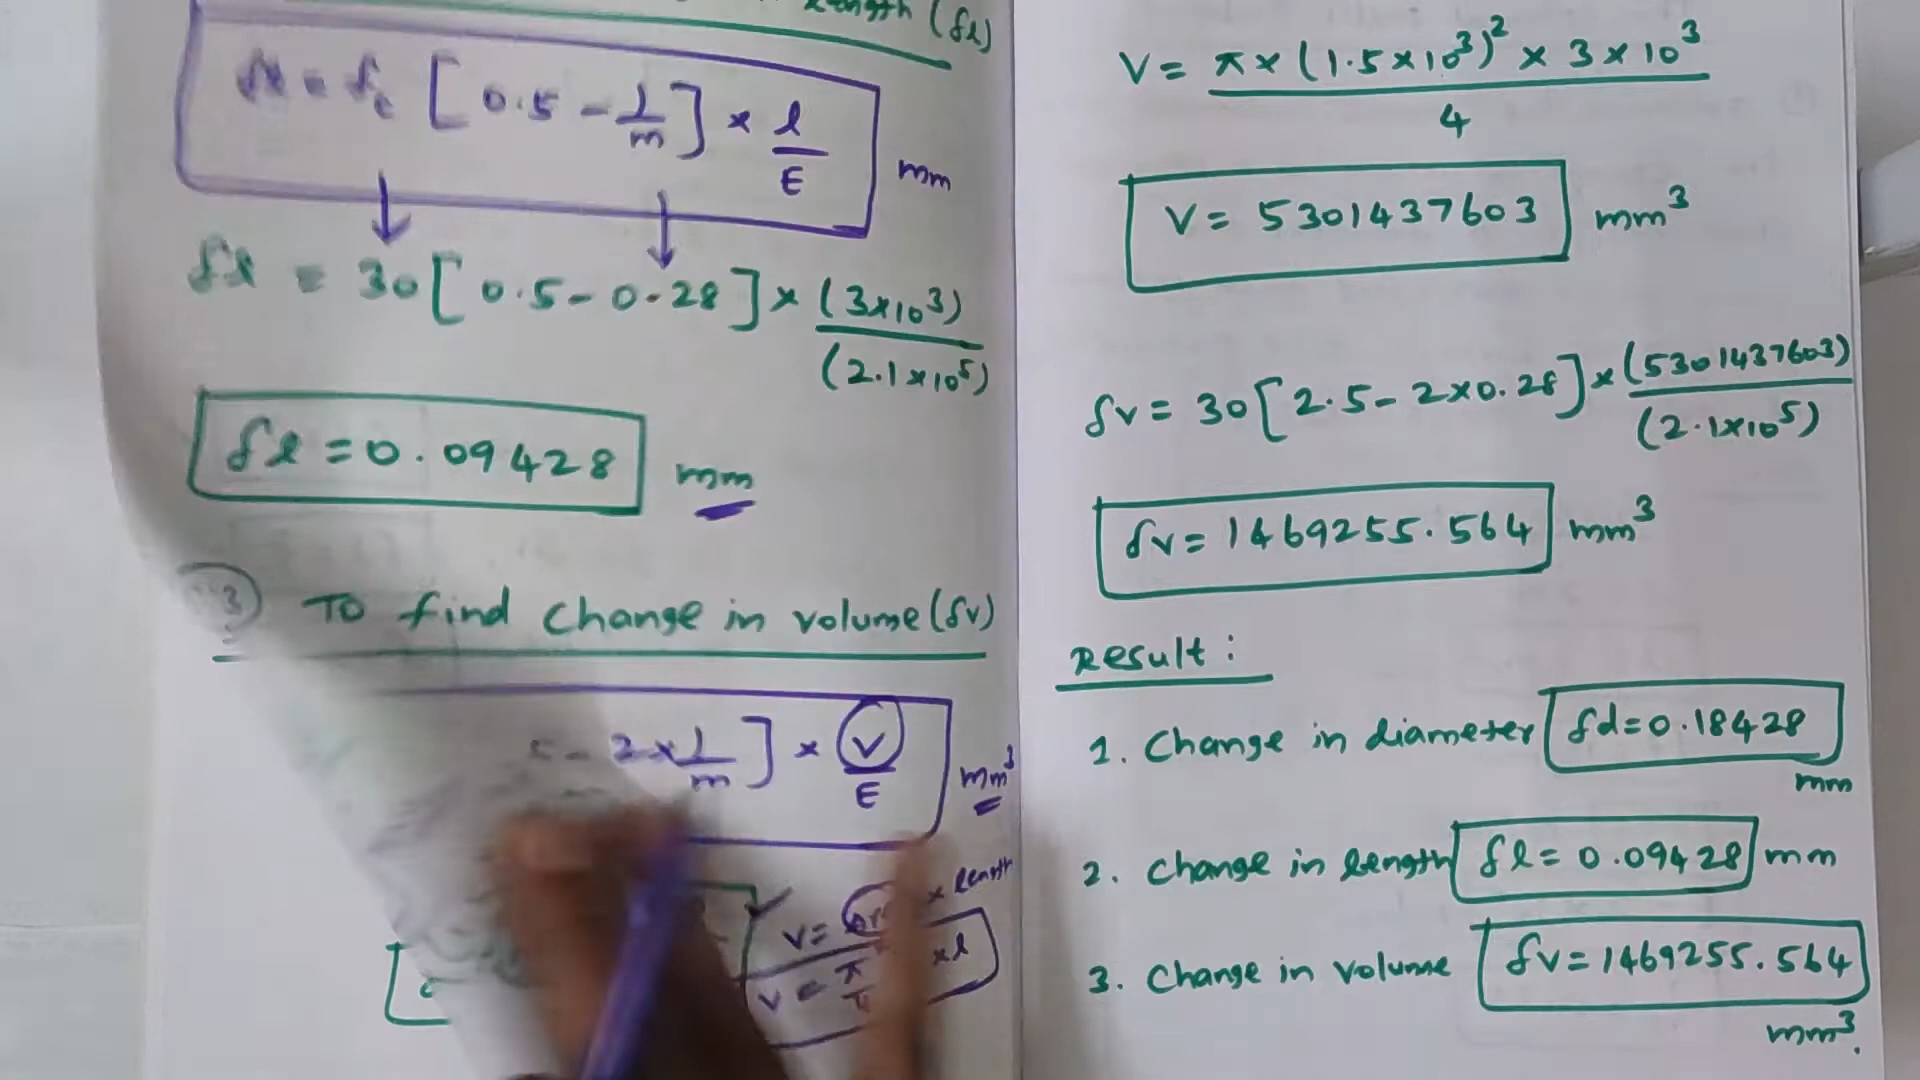 Length (δl)
δl = fc [0.5 - 1/m] × l/E mm
δl = 30 [0.5 - 0.28] × (3×10³)/(2.1×10⁵)
δl = 0.09428 mm
3) To find change in volume (δv)
- 2×1/m] × V/E mm³
V = × length
V = π × l
V = π×(1.5×10³)² × 3×10³/4
V = 5301437603 mm³
δv = 30[2.5 - 2×0.28] × (5301437603)/(2.1×10⁵)
δv = 1469255.564 mm³
Result :
1. Change in diameter δd = 0.18428 mm
2. Change in length δl = 0.09428 mm
3. Change in volume δv = 1469255.564 mm³.